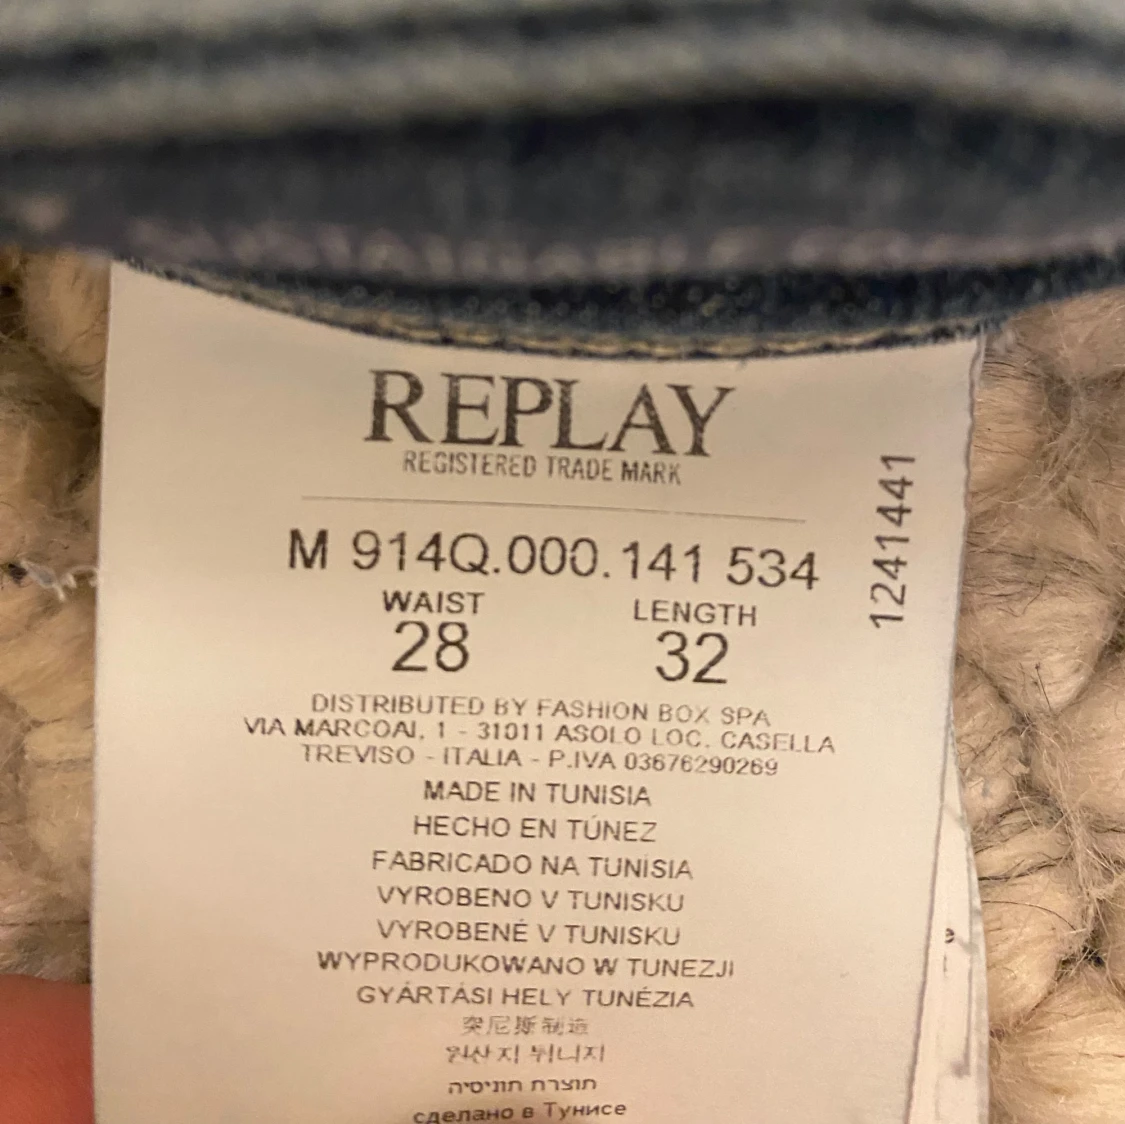 REPLAY
REGISTERED TRADE MARK
M 914Q.000.141 534
1241441
WAIST LENGTH
28 32
DISTRIBUTED BY FASHION BOX SPA
VIA MARCOAI, 1 - 31011 ASOLO LOC. CASELLA
TREVISO - ITALIA - P.IVA 03676290269
MADE IN TUNISIA
HECHO EN TÚNEZ
FABRICADO NA TUNÍSIA
VYROBENO V TUNISKU
VYROBENÉ V TUNISKU
WYPRODUKOWANO W TUNEZJI
GYÁRTÁSI HELY TUNÉZIA
突尼斯制造
원산지 튀니지
תוצרת תוניסיה
сделано в Тунисе